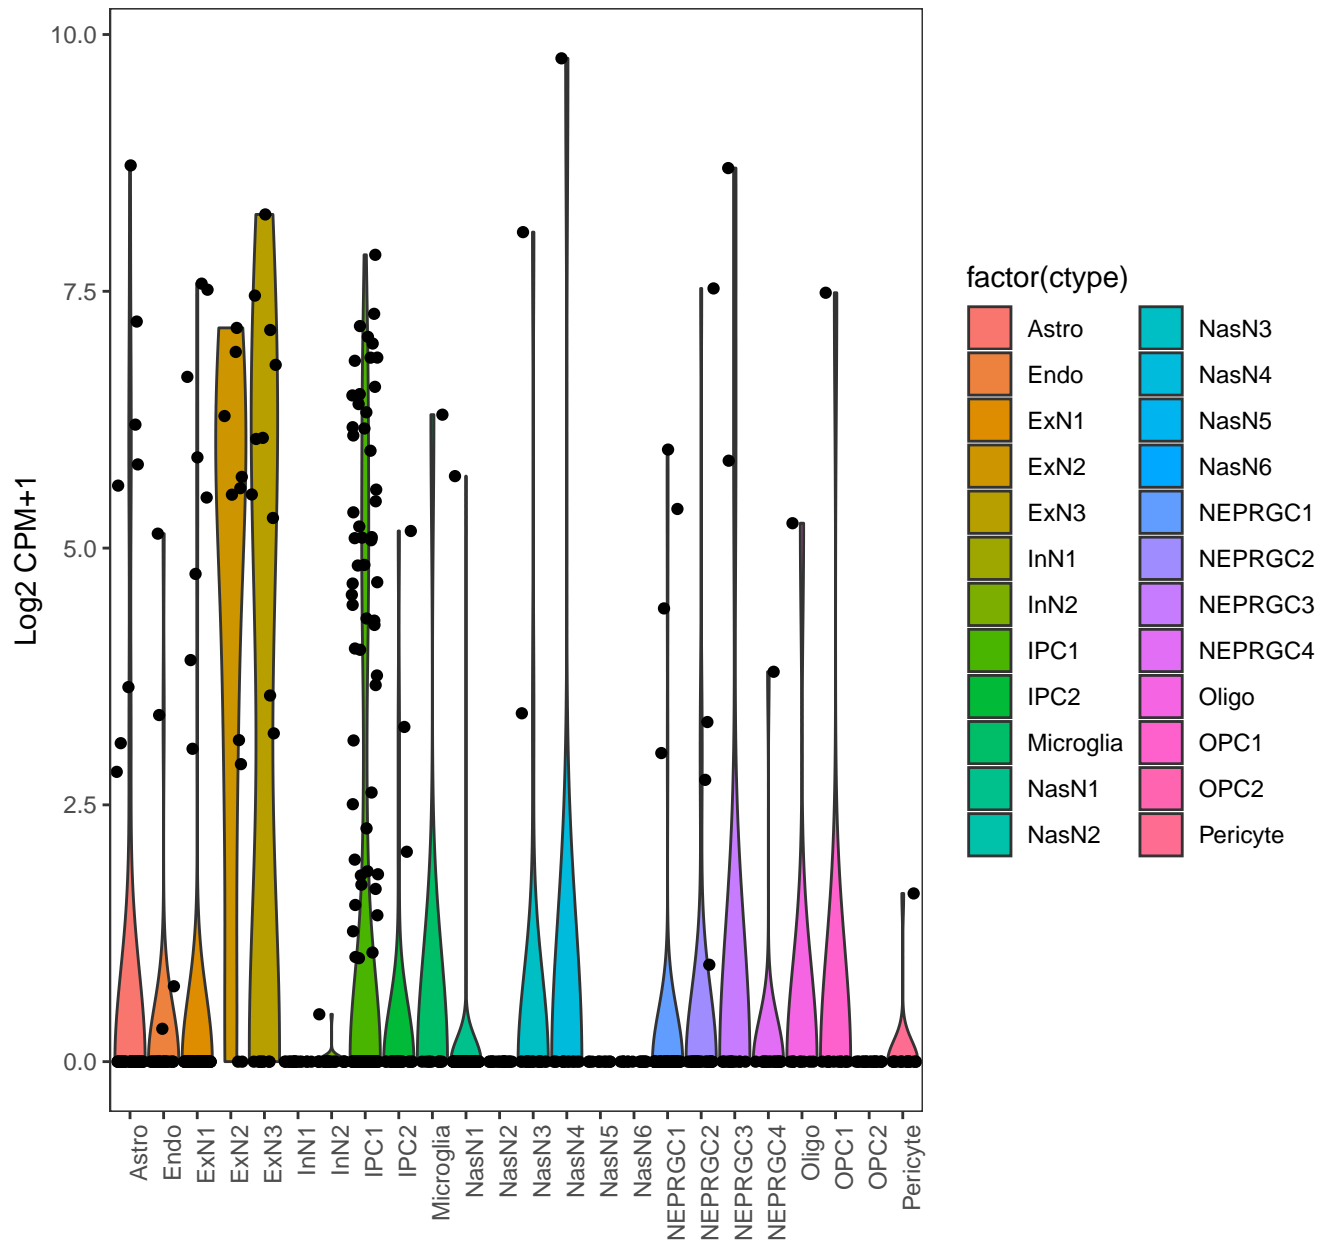 10.0
7.5
5.0
2.5
0.0
Log2 CPM+1
Astro
Endo
ExN1
ExN2
ExN3
InN1
InN2
IPC1
IPC2
Microglia
NasN1
NasN2
NasN3
NasN4
NasN5
NasN6
NEPRGC1
NEPRGC2
NEPRGC3
NEPRGC4
Oligo
OPC1
OPC2
Pericyte
factor(ctype)
Astro
Endo
ExN1
ExN2
ExN3
InN1
InN2
IPC1
IPC2
Microglia
NasN1
NasN2
NasN3
NasN4
NasN5
NasN6
NEPRGC1
NEPRGC2
NEPRGC3
NEPRGC4
Oligo
OPC1
OPC2
Pericyte